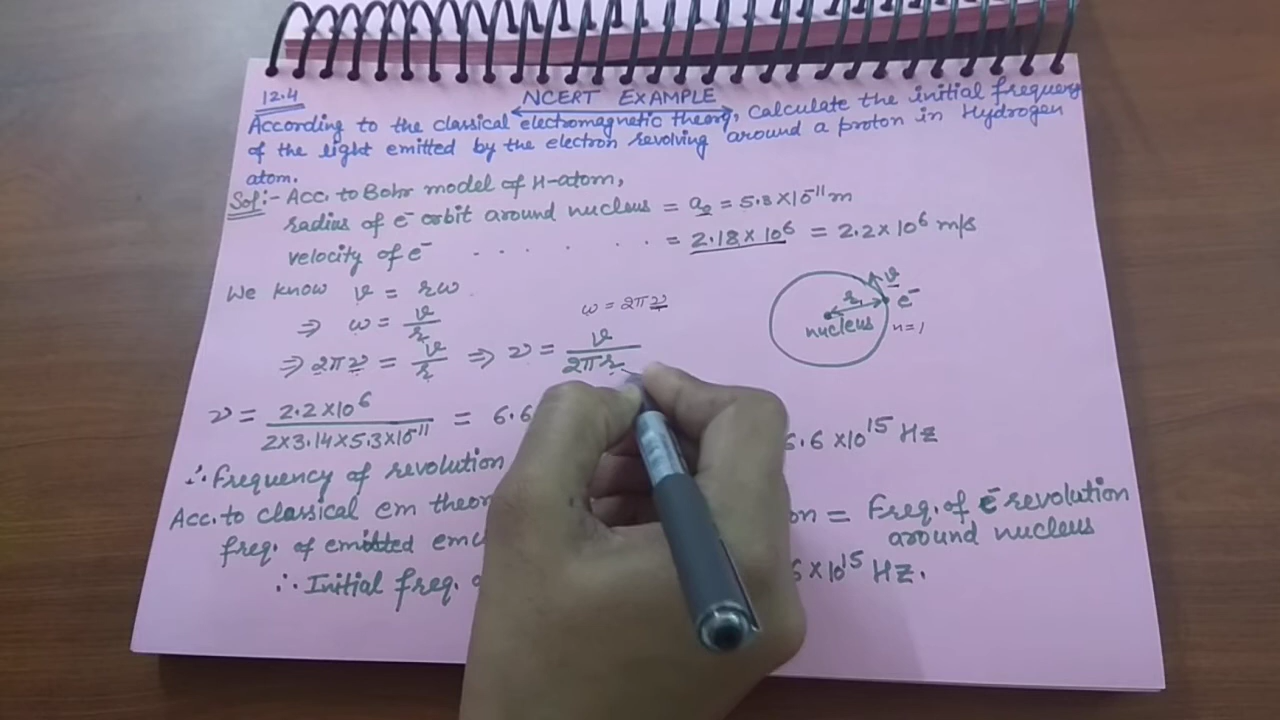 12.4 NCERT EXAMPLE
According to the classical electromagnetic theory, Calculate the initial frequency
of the light emitted by the electron revolving around a proton in Hydrogen
atom.
Sol:- Acc. to Bohr model of H-atom,
radius of e⁻ orbit around nucleus = a₀ = 5.3 × 10⁻¹¹ m
velocity of e⁻ . . . . . . . = 2.18 × 10⁶ = 2.2 × 10⁶ m/s
We know v = rω
ω = 2πν
⇒ ω = v/r
⇒ 2πν = v/r ⇒ ν = v/2πr
v
r₁
e⁻
nucleus
n=1
ν = 2.2×10⁶ / 2×3.14×5.3×10⁻¹¹ = 6.6
6.6 × 10¹⁵ Hz
∴ Frequency of revolution
Acc. to classical em theory
= Freq. of e⁻ revolution
freq. of emitted
around nucleus
∴ Initial freq.
× 10¹⁵ Hz.